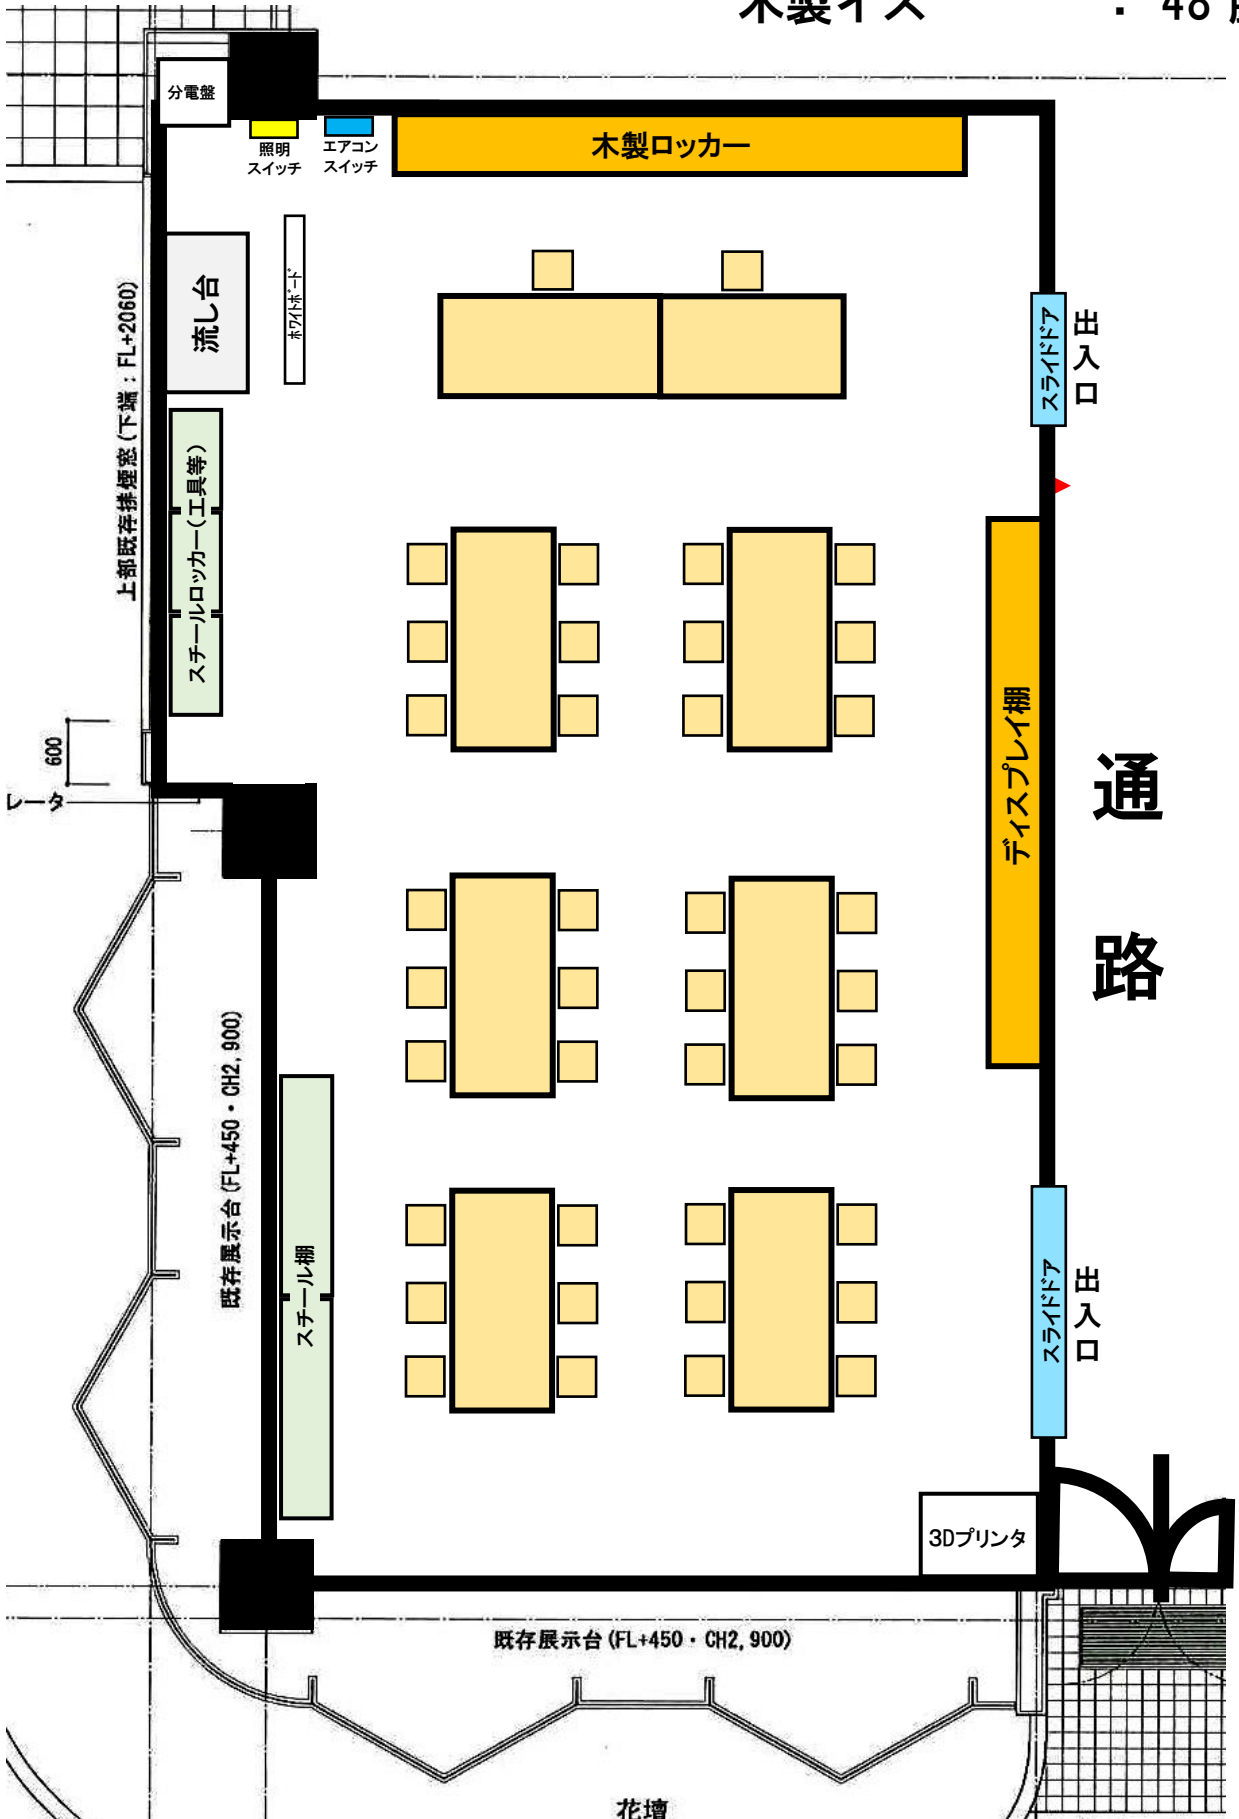 木製イス : 48
分電盤
照明
スイッチ
エアコン
スイッチ
木製ロッカー
流し台
ホワイトボード
スライドドア
出入口
上部既存排煙窓(下端:FL+2060)
スチールロッカー(工具等)
600
レータ
ディスプレイ棚
通路
既存展示台(FL+450・CH2,900)
スチール棚
スライドドア
出入口
3Dプリンタ
既存展示台(FL+450・CH2,900)
花壇